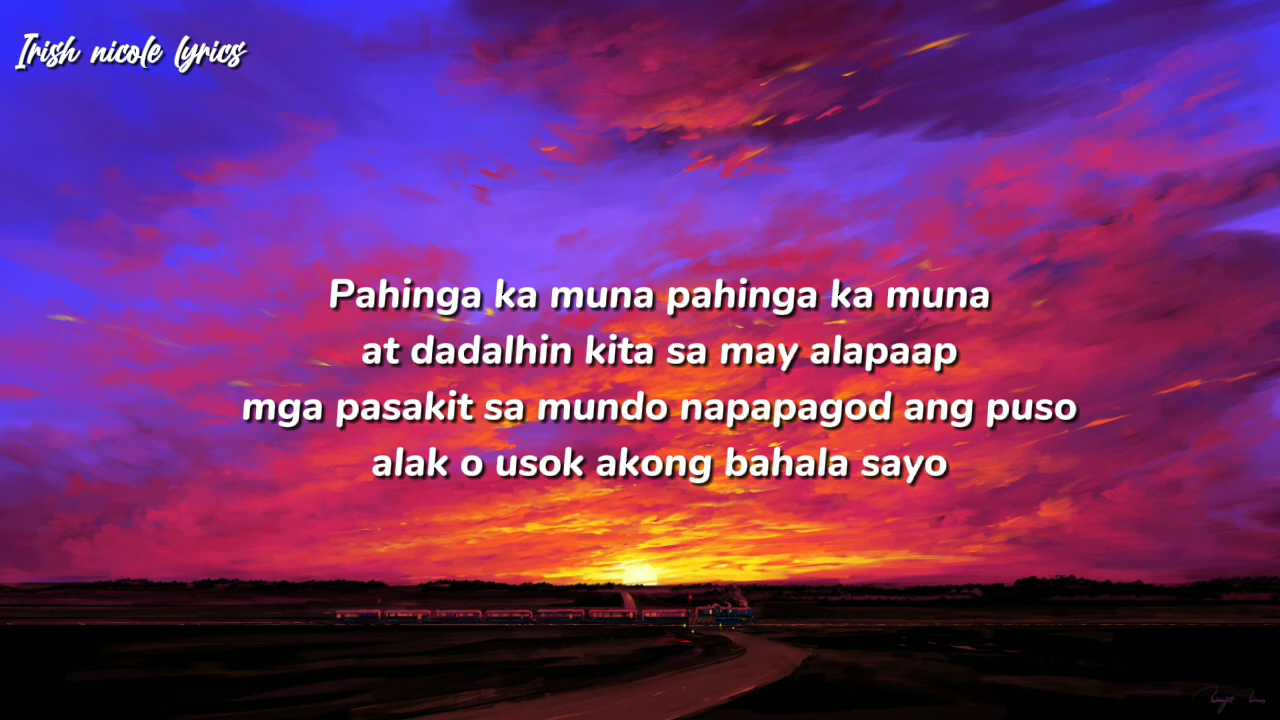 Irish nicole lyrics
Pahinga ka muna pahinga ka muna
at dadalhin kita sa may alapaap
mga pasakit sa mundo napapagod ang puso
alak o usok akong bahala sayo